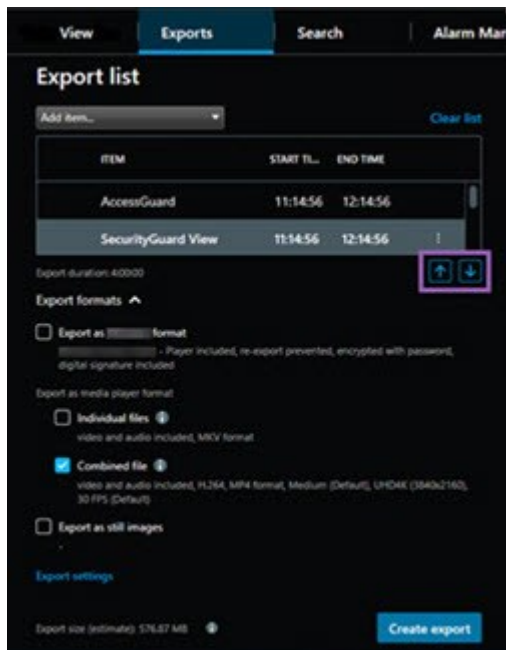 View Exports Search Alarm Mar
Export list
Add item... Clear list
ITEM START TI... END TIME
AccessGuard 11:14:56 12:14:56
SecurityGuard View 11:14:56 12:14:56
Export duration: 4:00:00
Export formats
Export as format
- Player included, re-export prevented, encrypted with password,
digital signature included
Export as media player format
Individual files
video and audio included, MKV format
Combined file
video and audio included, H.264, MP4 format, Medium (Default), UHD4K (3840x2160),
30 FPS (Default)
Export as still images
-
Export settings
Export size (estimate): 576.87 MB
Create export